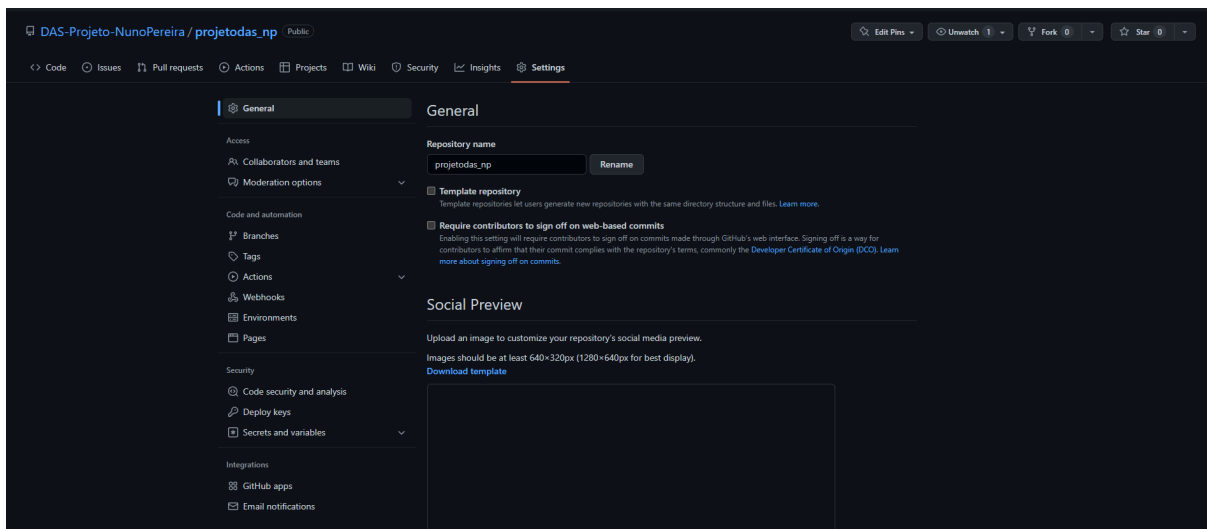 DAS-Projeto-NunoPereira / projetodas_np Public
Edit Pins
Unwatch 1
Fork 0
Star 0
Code
Issues
Pull requests
Actions
Projects
Wiki
Security
Insights
Settings
General
Access
Collaborators and teams
Moderation options
Code and automation
Branches
Tags
Actions
Webhooks
Environments
Pages
Security
Code security and analysis
Deploy keys
Secrets and variables
Integrations
GitHub apps
Email notifications
General
Repository name
projetodas_np Rename
Template repository
Template repositories let users generate new repositories with the same directory structure and files. Learn more.
Require contributors to sign off on web-based commits
Enabling this setting will require contributors to sign off on commits made through GitHub's web interface. Signing off is a way for
contributors to affirm that their commit complies with the repository's terms, commonly the Developer Certificate of Origin (DCO). Learn
more about signing off on commits.
Social Preview
Upload an image to customize your repository's social media preview.
Images should be at least 640×320px (1280×640px for best display).
Download template